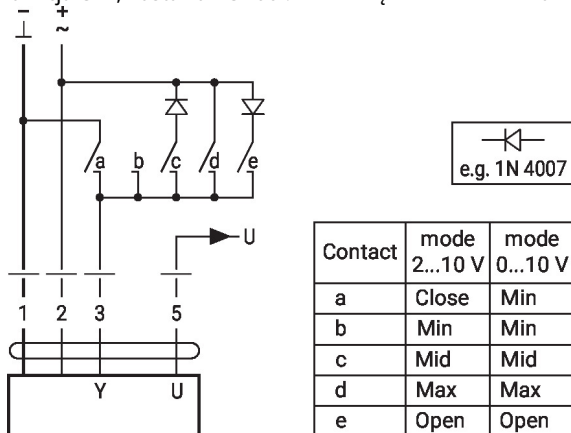 − +
⊥ ~
a b c d e
U
1 2 3 5
Y U
e.g. 1N 4007
Contact mode 2...10 V mode 0...10 V
a Close Min
b Min Min
c Mid Mid
d Max Max
e Open Open